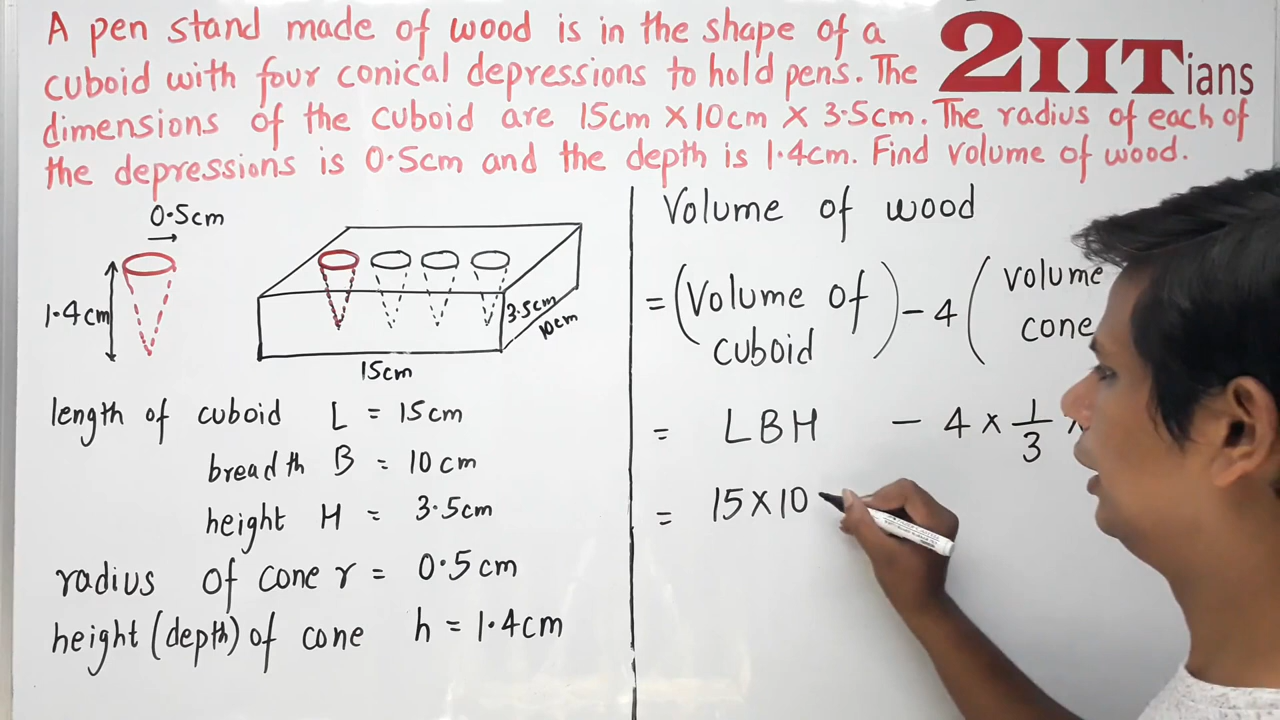 A pen stand made of wood is in the shape of a
cuboid with four conical depressions to hold pens. The
dimensions of the cuboid are 15cm X 10cm X 3.5cm. The radius of each of
the depressions is 0.5cm and the depth is 1.4cm. Find volume of wood.
2IITians
0.5cm
1.4cm
3.5cm
10cm
15cm
length of cuboid L = 15cm
breadth B = 10cm
height H = 3.5cm
radius of cone r = 0.5cm
height (depth) of cone h = 1.4cm
Volume of wood
= (Volume of cuboid) - 4 (volume cone
= LBH - 4 × 1/3 ×
= 15 X 10